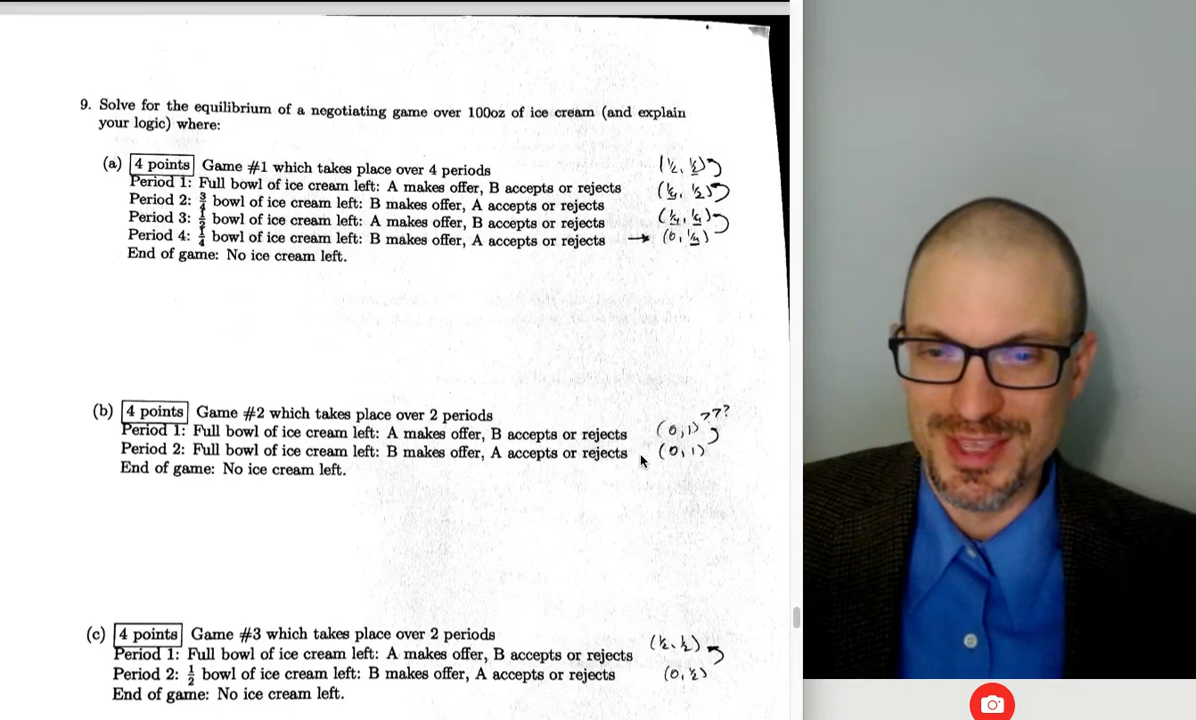 9. Solve for the equilibrium of a negotiating game over 100oz of ice cream (and explain
your logic) where:
(a) 4 points Game #1 which takes place over 4 periods (½, ½)
Period 1: Full bowl of ice cream left: A makes offer, B accepts or rejects
Period 2: ¾ bowl of ice cream left: B makes offer, A accepts or rejects (¼, ½)
Period 3: ½ bowl of ice cream left: A makes offer, B accepts or rejects (¼, ¼)
Period 4: ¼ bowl of ice cream left: B makes offer, A accepts or rejects → (0, ¼)
End of game: No ice cream left.
(b) 4 points Game #2 which takes place over 2 periods ???
Period 1: Full bowl of ice cream left: A makes offer, B accepts or rejects (0, 1)
Period 2: Full bowl of ice cream left: B makes offer, A accepts or rejects (0, 1)
End of game: No ice cream left.
(c) 4 points Game #3 which takes place over 2 periods (½, ½)
Period 1: Full bowl of ice cream left: A makes offer, B accepts or rejects
Period 2: ½ bowl of ice cream left: B makes offer, A accepts or rejects (0, ½)
End of game: No ice cream left.